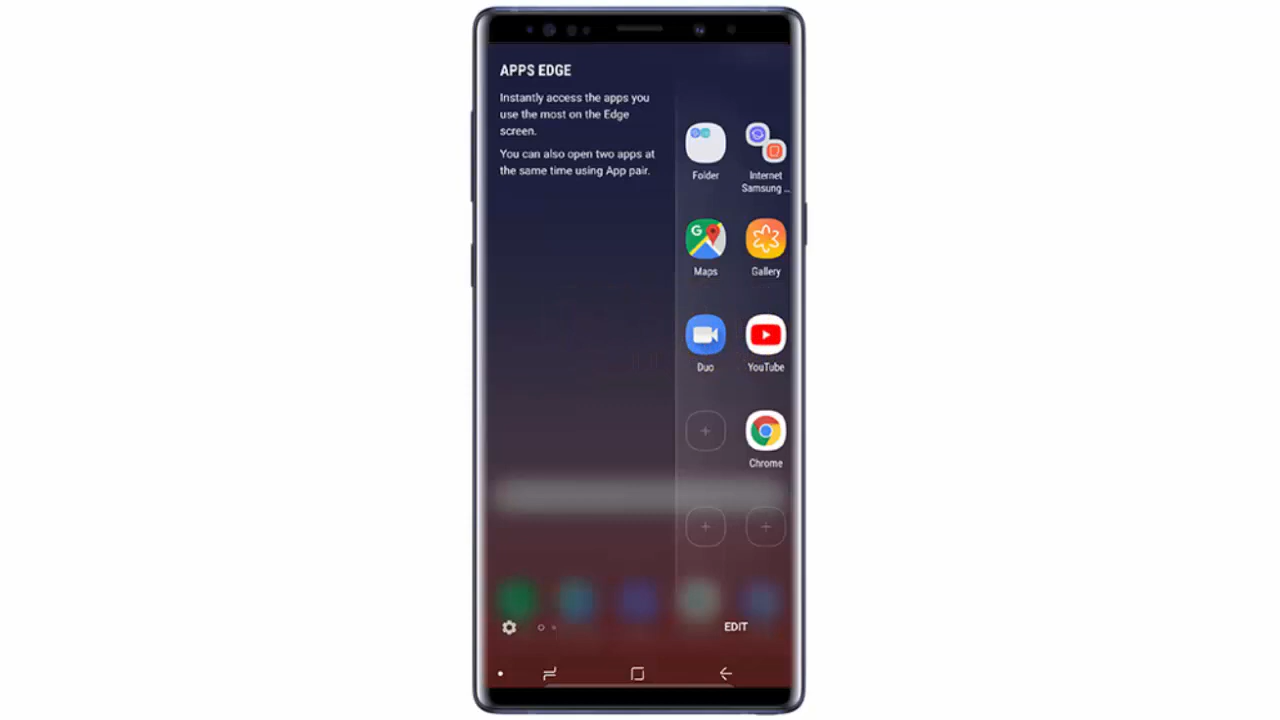 APPS EDGE
Instantly access the apps you
use the most on the Edge
screen.
You can also open two apps at
the same time using App pair.
Folder
Internet
Samsung ...
G
Maps
Gallery
Duo
YouTube
Chrome
EDIT